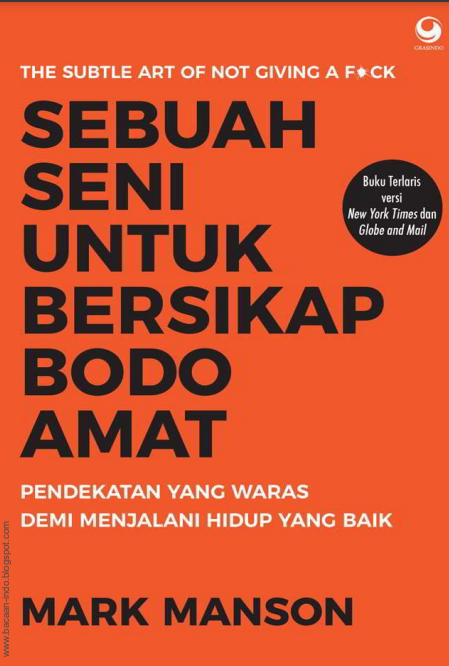 GRASINDO
THE SUBTLE ART OF NOT GIVING A F*CK
SEBUAH
SENI
UNTUK
BERSIKAP
BODO
AMAT
Buku Terlaris
versi
New York Times dan
Globe and Mail
PENDEKATAN YANG WARAS
DEMI MENJALANI HIDUP YANG BAIK
MARK MANSON
www.bacaan-indo.blogspot.com